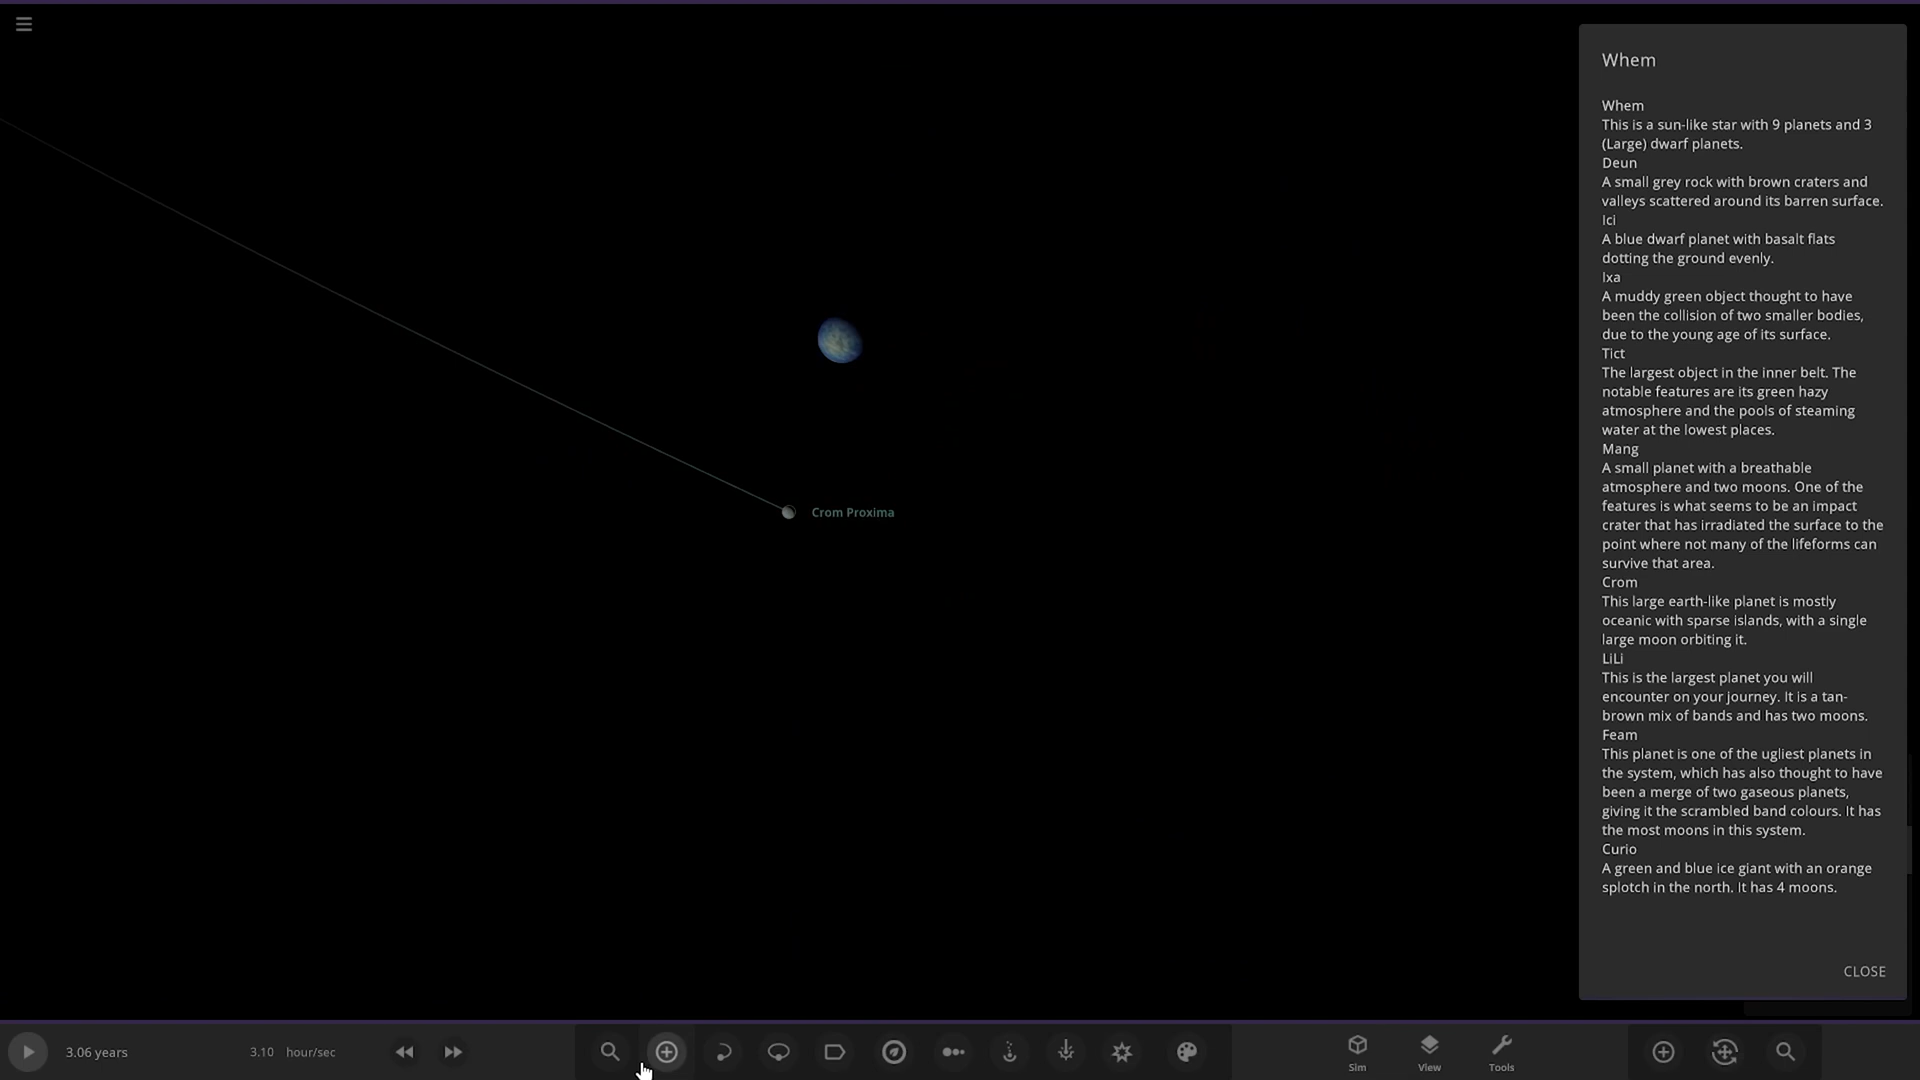 Whem
Whem
This is a sun-like star with 9 planets and 3
(Large) dwarf planets.
Deun
A small grey rock with brown craters and
valleys scattered around its barren surface.
Ici
A blue dwarf planet with basalt flats
dotting the ground evenly.
Ixa
A muddy green object thought to have
been the collision of two smaller bodies,
due to the young age of its surface.
Tict
The largest object in the inner belt. The
notable features are its green hazy
atmosphere and the pools of steaming
water at the lowest places.
Mang
A small planet with a breathable
atmosphere and two moons. One of the
features is what seems to be an impact
crater that has irradiated the surface to the
point where not many of the lifeforms can
survive that area.
Crom
This large earth-like planet is mostly
oceanic with sparse islands, with a single
large moon orbiting it.
LiLi
This is the largest planet you will
encounter on your journey. It is a tan-
brown mix of bands and has two moons.
Feam
This planet is one of the ugliest planets in
the system, which has also thought to have
been a merge of two gaseous planets,
giving it the scrambled band colours. It has
the most moons in this system.
Curio
A green and blue ice giant with an orange
splotch in the north. It has 4 moons.
CLOSE
Crom Proxima
3.06 years
3.10 hour/sec
Sim
View
Tools